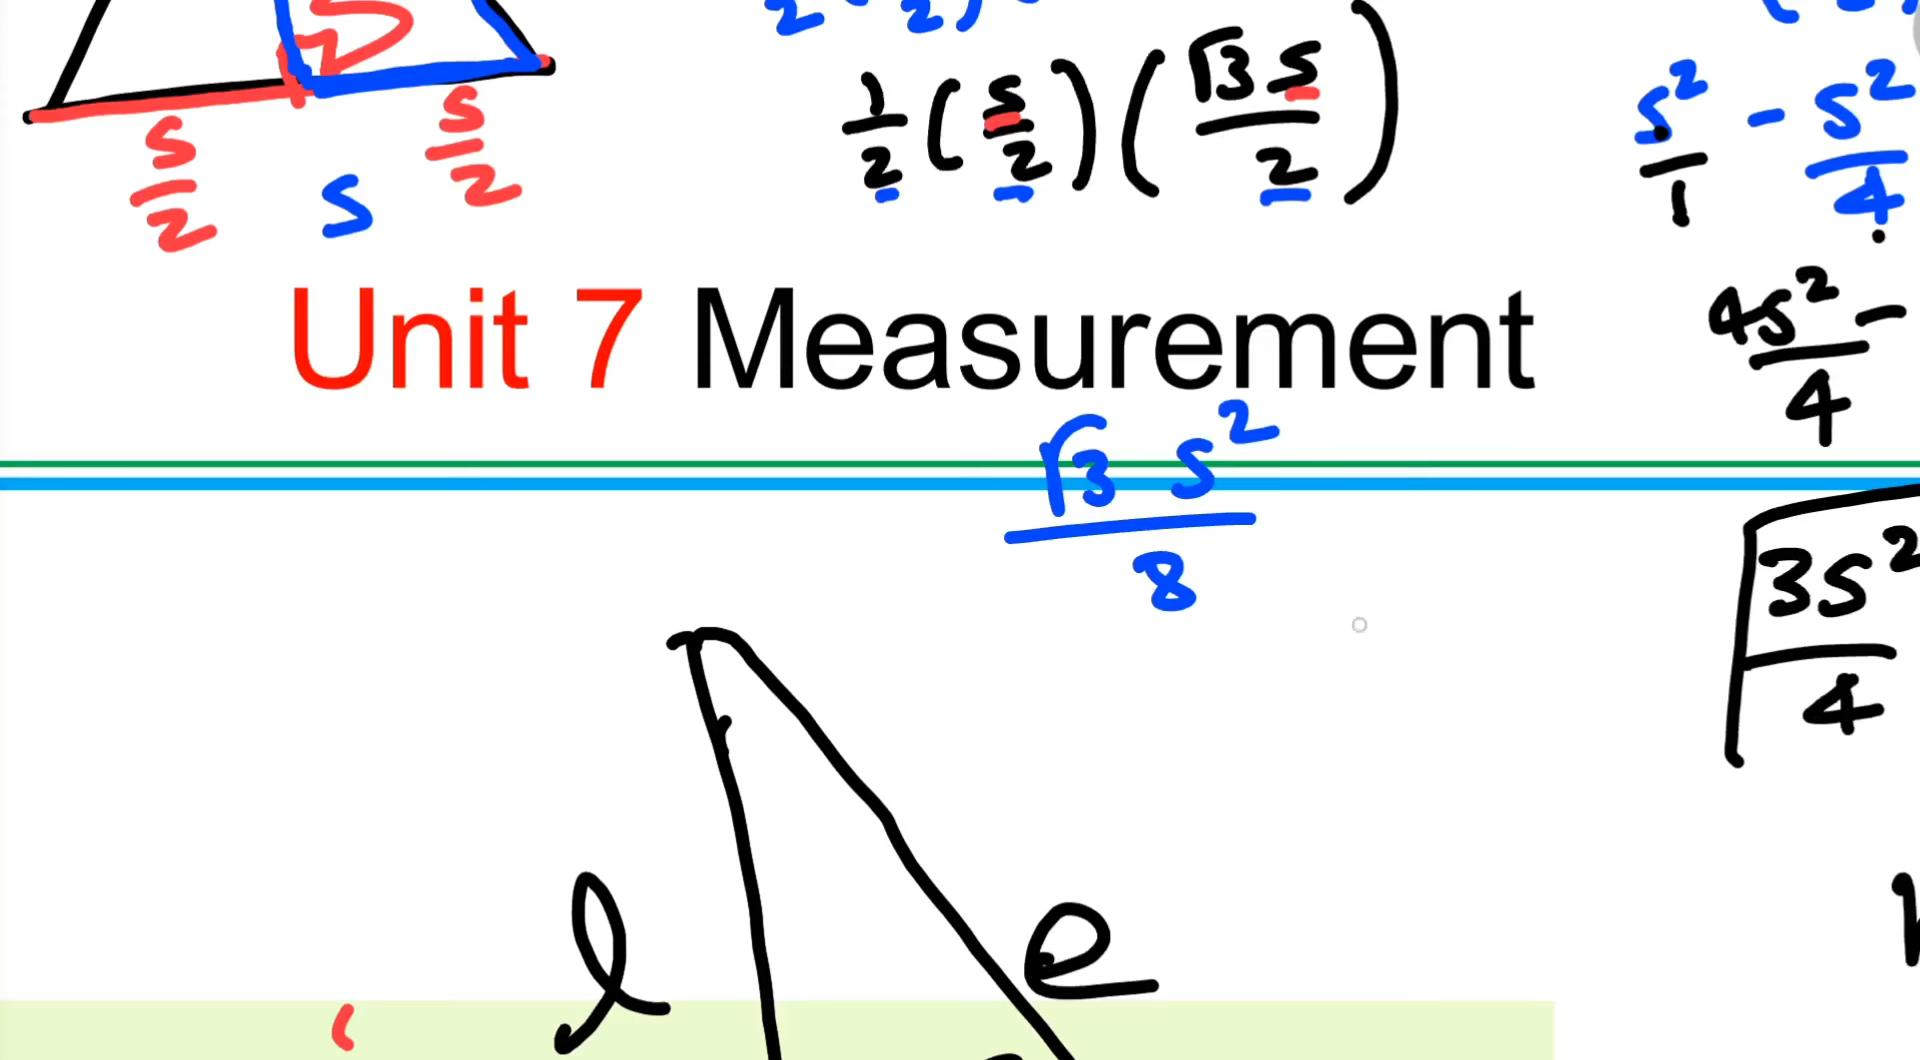 s/2 s s/2
1/2 (s/2) (√3 s/2)
s²/1 - s²/4
Unit 7 Measurement
4s² - /4
√3 s²/8
√3s²/4
l e